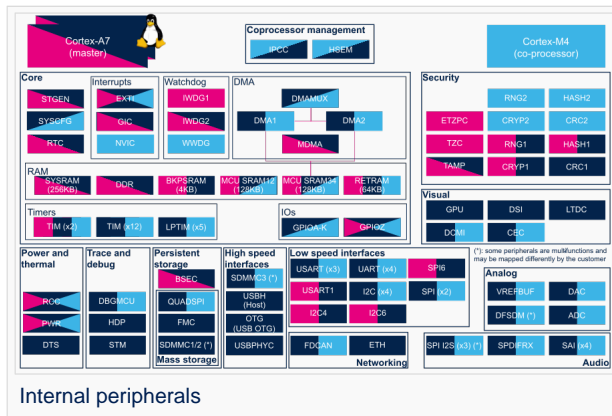 Cortex-A7
(master)
Coprocessor management
IPCC
HSEM
Cortex-M4
(co-processor)
Core
STGEN
SYSCFG
RTC
Interrupts
EXTI
GIC
NVIC
Watchdog
IWDG1
IWDG2
WWDG
DMA
DMAMUX
DMA1
DMA2
MDMA
Security
RNG2
HASH2
ETZPC
CRYP2
CRC2
TZC
RNG1
HASH1
TAMP
CRYP1
CRC1
RAM
SYSRAM
(256KB)
DDR
BKPSRAM
(4KB)
MCU SRAM12
(128KB)
MCU SRAM34
(128KB)
RETRAM
(64KB)
Timers
TIM (x2)
TIM (x12)
LPTIM (x5)
IOs
GPIOA-K
GPIOZ
Visual
GPU
DSI
LTDC
DCMI
CEC
(*): some peripherals are multifunctions and
may be mapped differently by the customer
Power and
thermal
RCC
PWR
DTS
Trace and
debug
DBGMCU
HDP
STM
Persistent
storage
BSEC
QUADSPI
FMC
SDMMC1/2 (*)
Mass storage
High speed
interfaces
SDMMC3 (*)
USBH
(Host)
OTG
(USB OTG)
USBPHYC
Low speed interfaces
USART (x3)
UART (x4)
SPI6
USART1
I2C (x4)
SPI (x2)
I2C4
I2C6
Analog
VREFBUF
DAC
DFSDM (*)
ADC
FDCAN
ETH
Networking
SPI I2S (x3) (*)
SPDIFRX
SAI (x4)
Audio
Internal peripherals